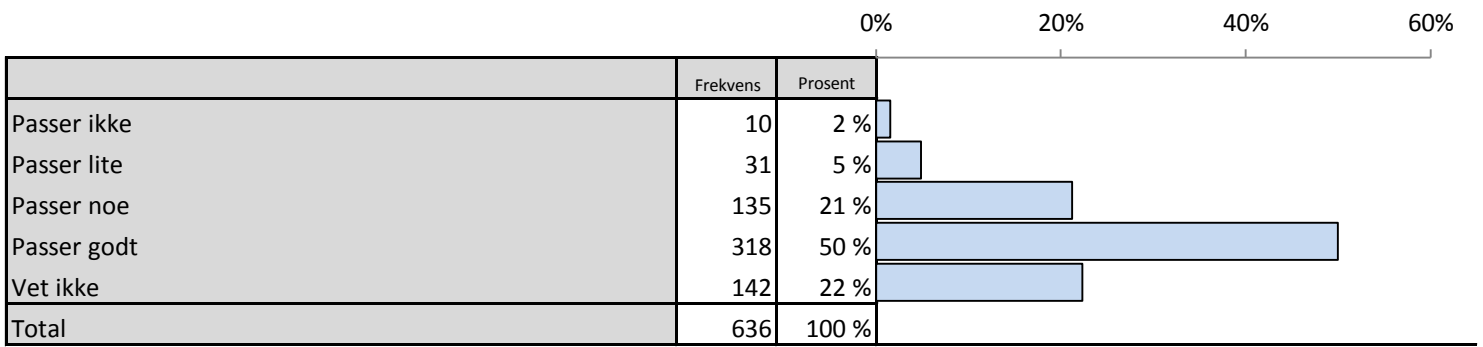 0% 20% 40% 60%
Frekvens Prosent
Passer ikke 10 2 %
Passer lite 31 5 %
Passer noe 135 21 %
Passer godt 318 50 %
Vet ikke 142 22 %
Total 636 100 %